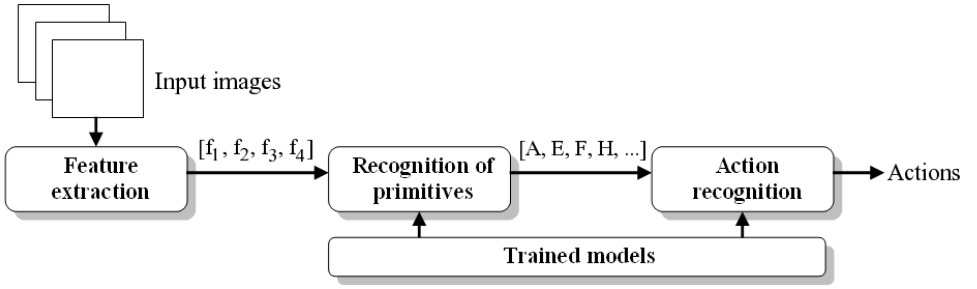 Input images
[f1, f2, f3, f4]
[A, E, F, H, ...]
Feature
extraction
Recognition of
primitives
Action
recognition
Actions
Trained models